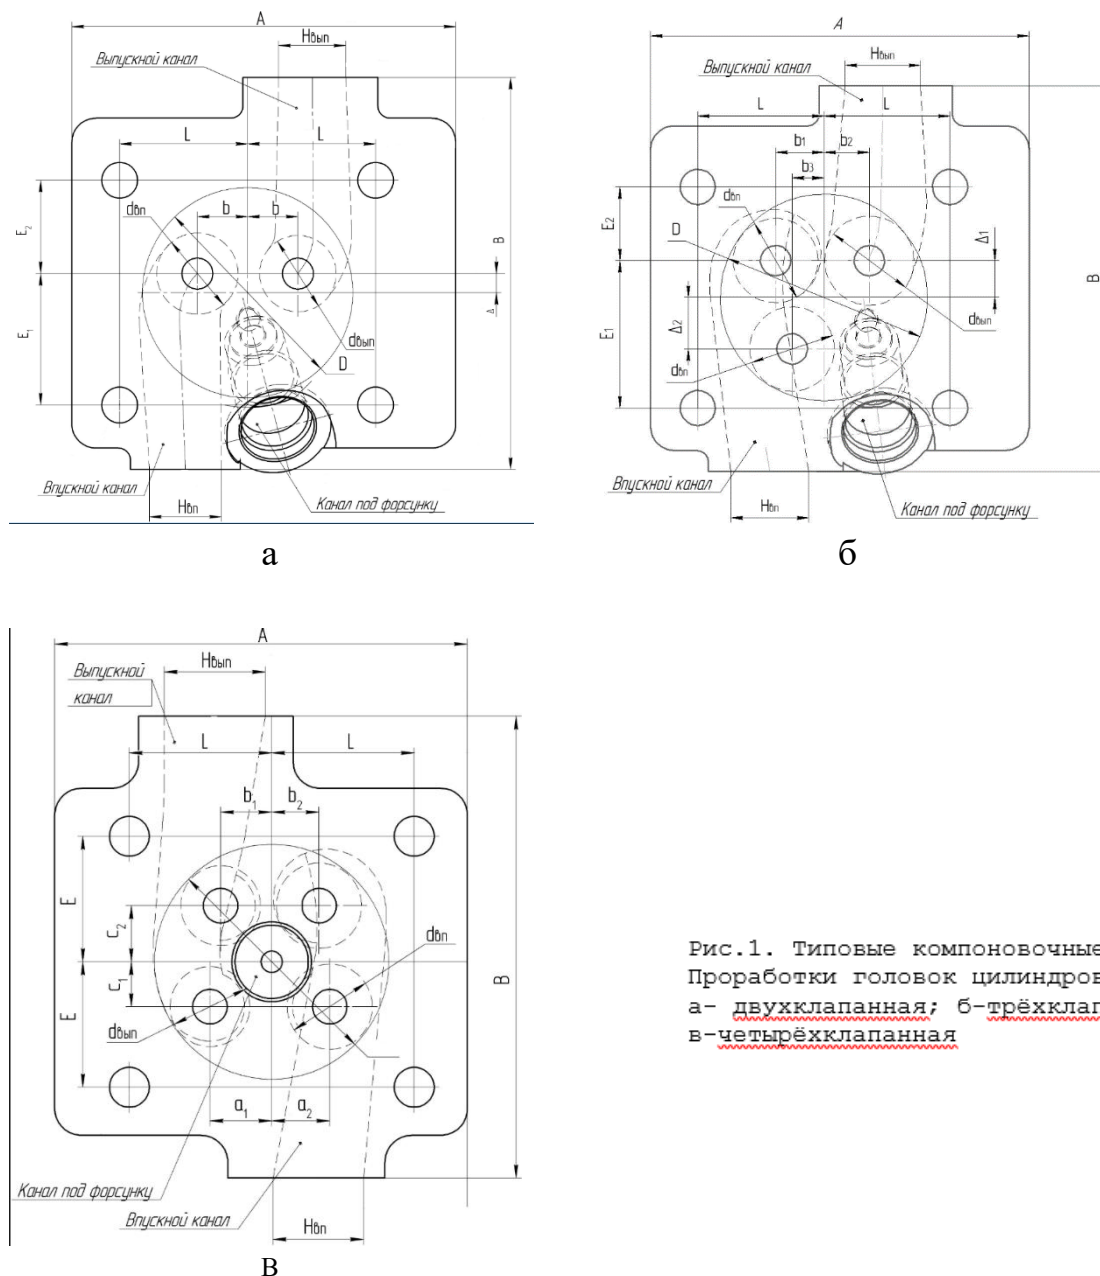 A
Hвып
Выпускной канал
L
L
dвп
b
b
E₂
B
Δ
E₁
dвып
D
Впускной канал
Hвп
Канал под форсунку
а
A
Hвып
Выпускной канал
L
L
b₁
b₂
b₃
E2
dвп
D
Δ1
B
Δ2
E1
dвып
dвп
Впускной канал
Hвп
Канал под форсунку
б
A
Выпускной
канал
Hвып
L
L
b₁
b₂
E
C₂
dвп
B
C₁
E
dвып
a₁
a₂
Канал под форсунку
Впускной канал
Hвп
в
Рис.1. Типовые компоновочные
Проработки головок цилиндров
а- двухклапанная; б-трёхклап
в-четырёхклапанная